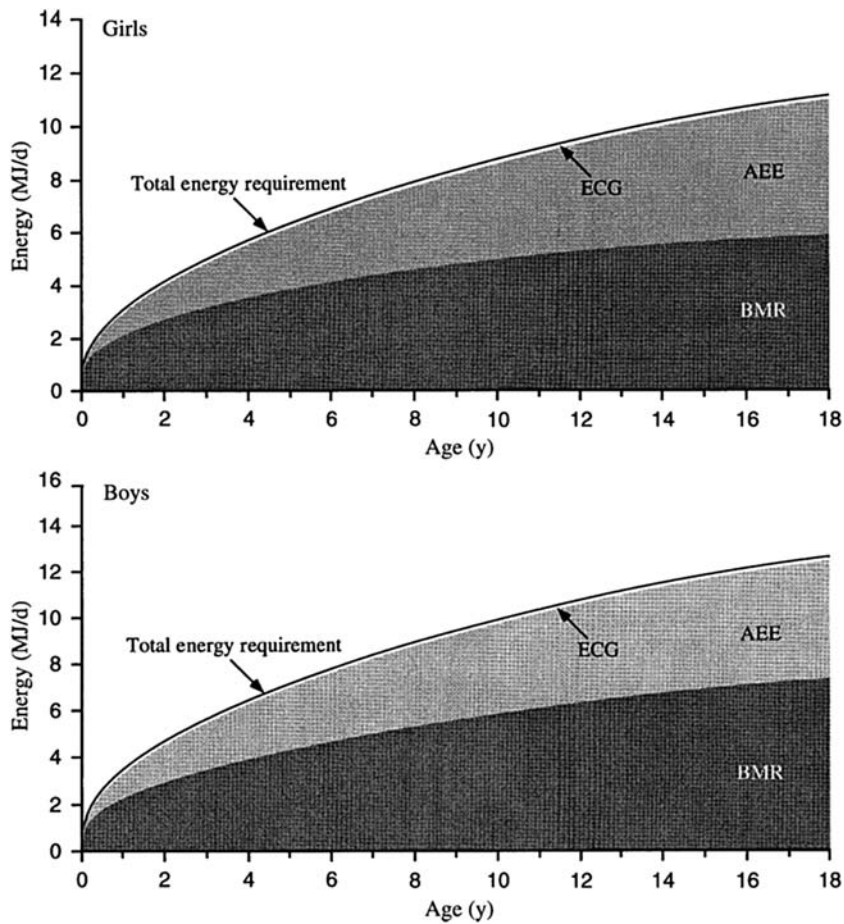 14
Girls
12
10
AEE
Total energy requirement
ECG
8
Energy (MJ/d)
6
4
BMR
2
0
0 2 4 6 8 10 12 14 16 18
Age (y)
16
Boys
14
12
10
Total energy requirement
ECG
AEE
8
Energy (MJ/d)
6
4
BMR
2
0
0 2 4 6 8 10 12 14 16 18
Age (y)